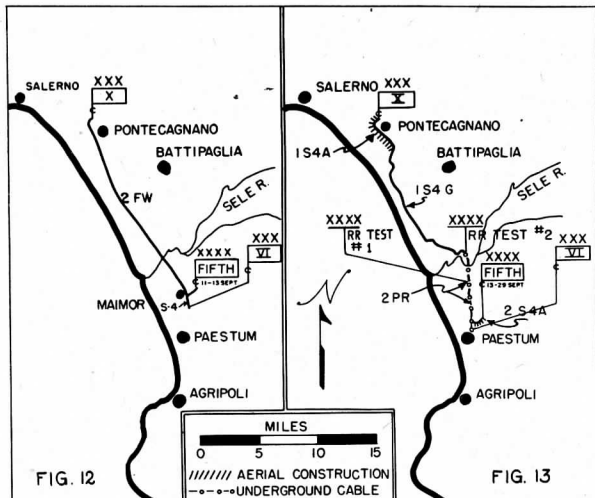 SALERNO
XXX
X
PONTECAGNANO
BATTIPAGLIA
2 FW
SELE R.
XXXX
FIFTH
11-13 SEPT
XXX
VI
MAIMOR
S-4
PAESTUM
AGRIPOLI
FIG. 12
SALERNO
XXX
X
PONTECAGNANO
1 S4A
BATTIPAGLIA
1 S4 G
SELE R.
XXXX
RR TEST
# 1
XXXX
RR TEST #2
XXX
VI
XXXX
FIFTH
13-29 SEPT
2 PR
2 S4A
N
PAESTUM
AGRIPOLI
MILES
0 5 10 15
AERIAL CONSTRUCTION
UNDERGROUND CABLE
FIG. 13